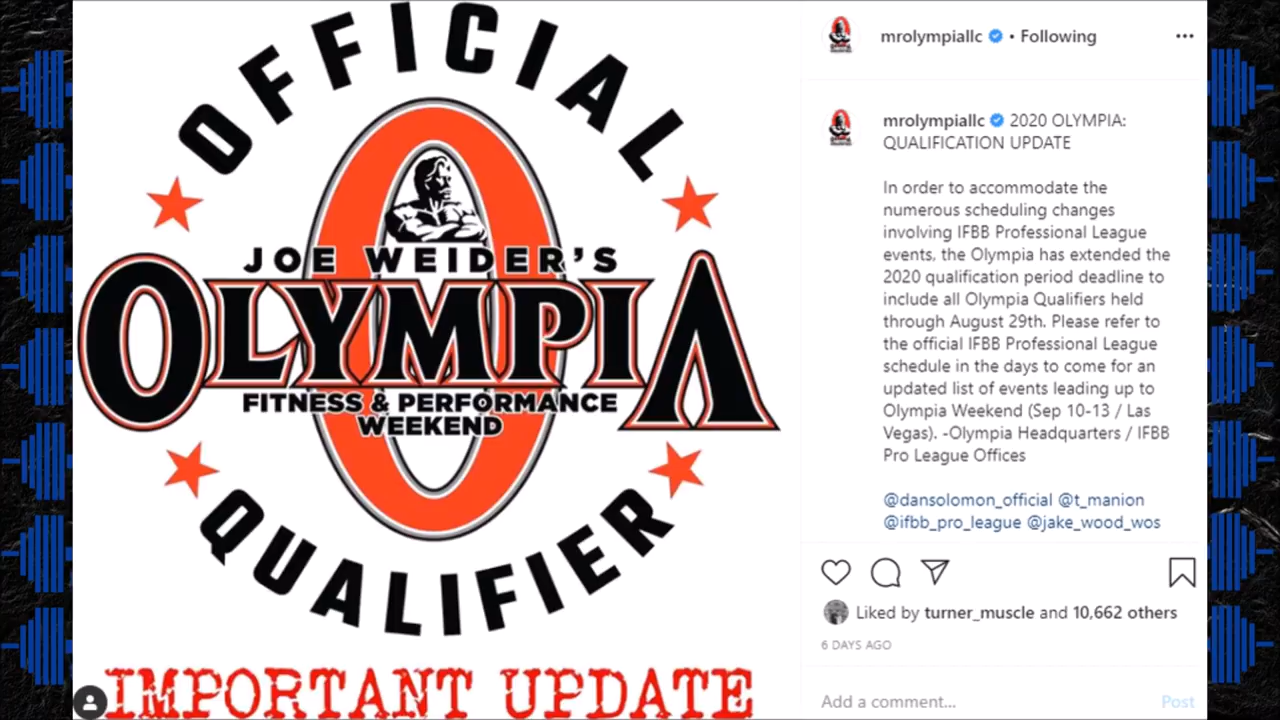 OFFICIAL
JOE WEIDER'S
OLYMPIA
FITNESS & PERFORMANCE
WEEKEND
QUALIFIER
IMPORTANT UPDATE
mrolympiallc • Following
mrolympiallc 2020 OLYMPIA:
QUALIFICATION UPDATE
In order to accommodate the
numerous scheduling changes
involving IFBB Professional League
events, the Olympia has extended the
2020 qualification period deadline to
include all Olympia Qualifiers held
through August 29th. Please refer to
the official IFBB Professional League
schedule in the days to come for an
updated list of events leading up to
Olympia Weekend (Sep 10-13 / Las
Vegas). -Olympia Headquarters / IFBB
Pro League Offices
@dansolomon_official @t_manion
@ifbb_pro_league @jake_wood_wos
Liked by turner_muscle and 10,662 others
6 DAYS AGO
Add a comment... Post